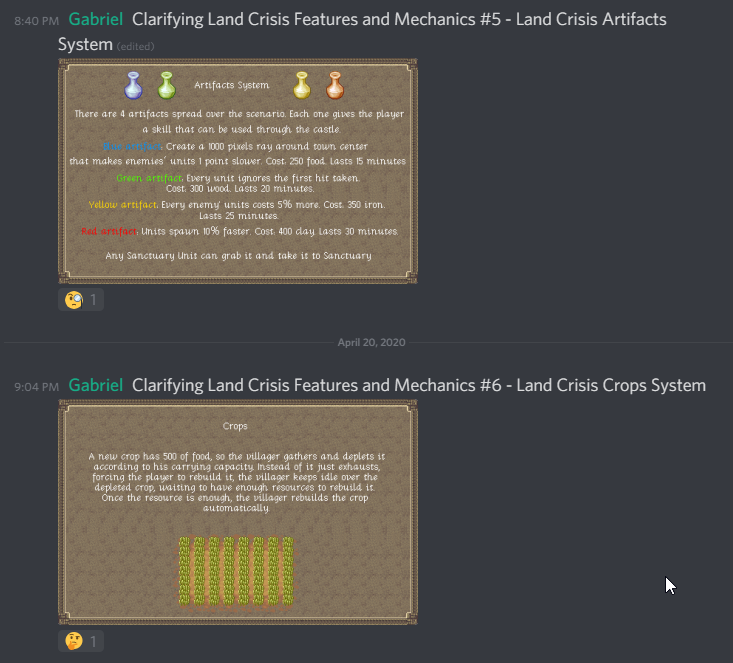 8:40 PM Gabriel Clarifying Land Crisis Features and Mechanics #5 - Land Crisis Artifacts
System (edited)
Artifacts System
There are 4 artifacts spread over the scenario. Each one gives the player
a skill that can be used through the castle.
Blue artifact. Create a 1000 pixels ray around town center
that makes enemies' units 1 point slower. Cost. 250 food. Lasts 15 minutes
Green artifact. Every unit ignores the first hit taken.
Cost. 300 wood. Lasts 20 minutes.
Yellow artifact. Every enemy' units costs 5% more. Cost. 350 iron.
Lasts 25 minutes.
Red artifact. Units spawn 10% faster. Cost. 400 clay. Lasts 30 minutes.
Any Sanctuary Unit can grab it and take it to Sanctuary
1
April 20, 2020
9:04 PM Gabriel Clarifying Land Crisis Features and Mechanics #6 - Land Crisis Crops System
Crops
A new crop has 500 of food, so the villager gathers and deplets it
according to his carrying capacity. Instead of it just exhausts,
forcing the player to rebuild it, the villager keeps idle over the
depleted crop, waiting to have enough resources to rebuild it.
Once the resource is enough, the villager rebuilds the crop
automatically.
1